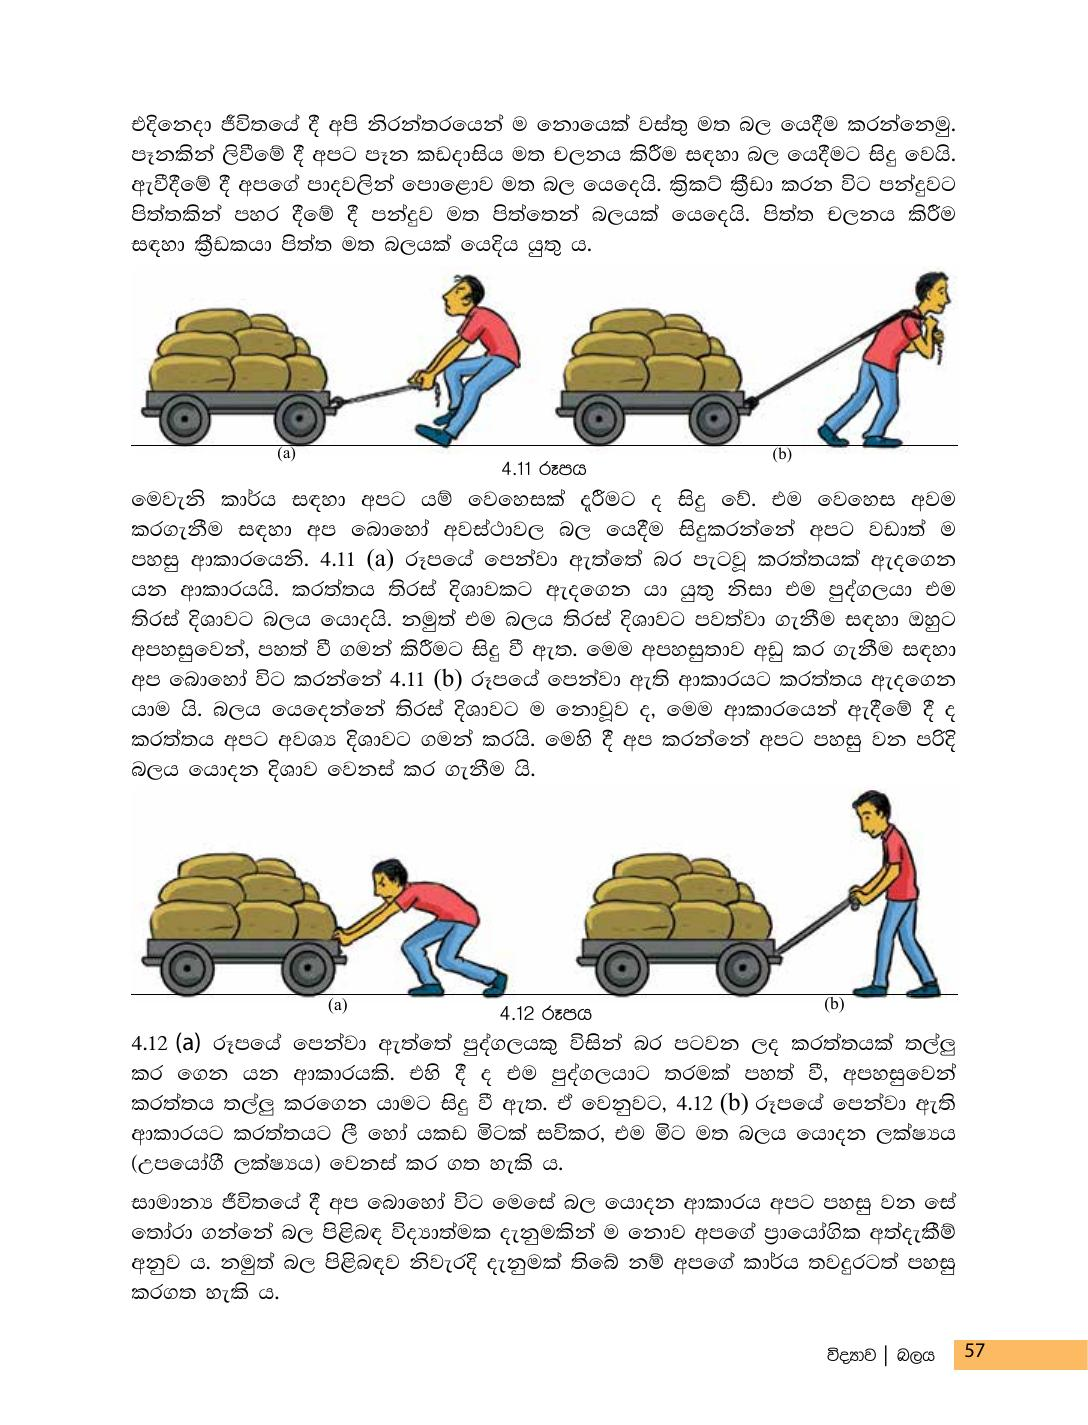 එදිනෙදා ජීවිතයේ දී අපි නිරන්තරයෙන් ම නොයෙක් වස්තු මත බල යෙදීම කරන්නෙමු.
පෑනකින් ලිවීමේ දී අපට පෑන කඩදාසිය මත චලනය කිරීම සඳහා බල යෙදීමට සිදු වෙයි.
ඇවිදීමේ දී අපගේ පාදවලින් පොළොව මත බල යෙදෙයි. ක්‍රිකට් ක්‍රීඩා කරන විට පන්දුවට
පිත්තකින් පහර දීමේ දී පන්දුව මත පිත්තෙන් බලයක් යෙදෙයි. පිත්ත චලනය කිරීම
සඳහා ක්‍රීඩකයා පිත්ත මත බලයක් යෙදිය යුතු ය.
(a) (b)
4.11 රූපය
මෙවැනි කාර්ය සඳහා අපට යම් වෙහෙසක් දැරීමට ද සිදු වේ. එම වෙහෙස අවම
කරගැනීම සඳහා අප බොහෝ අවස්ථාවල බල යෙදීම සිදුකරන්නේ අපට වඩාත් ම
පහසු ආකාරයෙනි. 4.11 (a) රූපයේ පෙන්වා ඇත්තේ බර පැටවූ කරත්තයක් ඇදගෙන
යන ආකාරයයි. කරත්තය තිරස් දිශාවකට ඇදගෙන යා යුතු නිසා එම පුද්ගලයා එම
තිරස් දිශාවට බලය යොදයි. නමුත් එම බලය තිරස් දිශාවට පවත්වා ගැනීම සඳහා ඔහුට
අපහසුවෙන්, පහත් වී ගමන් කිරීමට සිදු වී ඇත. මෙම අපහසුතාව අඩු කර ගැනීම සඳහා
අප බොහෝ විට කරන්නේ 4.11 (b) රූපයේ පෙන්වා ඇති ආකාරයට කරත්තය ඇදගෙන
යාම යි. බලය යෙදෙන්නේ තිරස් දිශාවට ම නොවූව ද, මෙම ආකාරයෙන් ඇදීමේ දී ද
කරත්තය අපට අවශ්‍ය දිශාවට ගමන් කරයි. මෙහි දී අප කරන්නේ අපට පහසු වන පරිදි
බලය යොදන දිශාව වෙනස් කර ගැනීම යි.
(a) (b)
4.12 රූපය
4.12 (a) රූපයේ පෙන්වා ඇත්තේ පුද්ගලයකු විසින් බර පටවන ලද කරත්තයක් තල්ලු
කර ගෙන යන ආකාරයකි. එහි දී ද එම පුද්ගලයාට තරමක් පහත් වී, අපහසුවෙන්
කරත්තය තල්ලු කරගෙන යාමට සිදු වී ඇත. ඒ වෙනුවට, 4.12 (b) රූපයේ පෙන්වා ඇති
ආකාරයට කරත්තයට ලී හෝ යකඩ මිටක් සවිකර, එම මිට මත බලය යොදන ලක්ෂ්‍යය
(උපයෝගී ලක්ෂ්‍යය) වෙනස් කර ගත හැකි ය.
සාමාන්‍ය ජීවිතයේ දී අප බොහෝ විට මෙසේ බල යොදන ආකාරය අපට පහසු වන සේ
තෝරා ගන්නේ බල පිළිබඳ විද්‍යාත්මක දැනුමකින් ම නොව අපගේ ප්‍රායෝගික අත්දැකීම්
අනුව ය. නමුත් බල පිළිබඳව නිවැරදි දැනුමක් තිබේ නම් අපගේ කාර්ය තවදුරටත් පහසු
කරගත හැකි ය.
විද්‍යාව | බලය 57